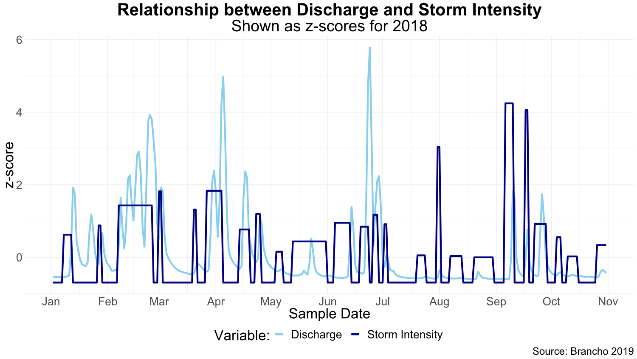 Relationship between Discharge and Storm Intensity
Shown as z-scores for 2018
z-score
6
4
2
0
Jan Feb Mar Apr May Jun Jul Aug Sep Oct Nov
Sample Date
Variable: Discharge Storm Intensity
Source: Brancho 2019